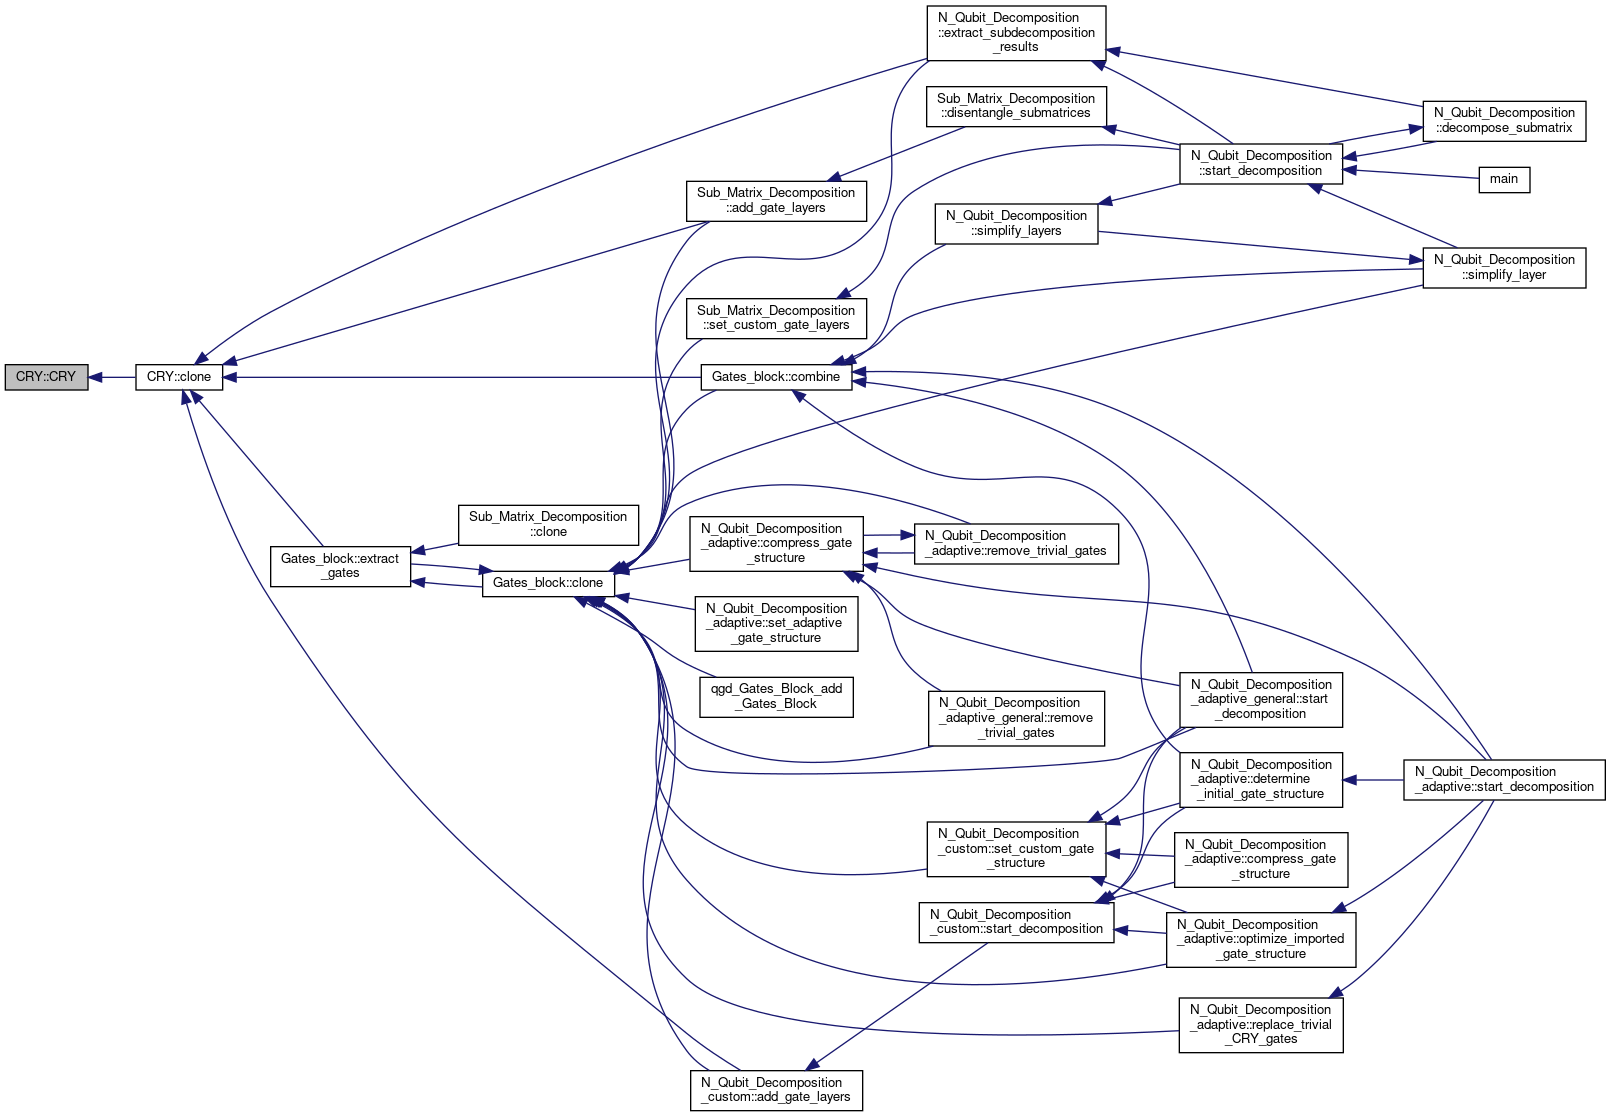 CRY::CRY
CRY::clone
Gates_block::extract
_gates
Sub_Matrix_Decomposition
::clone
Gates_block::clone
Sub_Matrix_Decomposition
::add_gate_layers
Sub_Matrix_Decomposition
::set_custom_gate_layers
Gates_block::combine
N_Qubit_Decomposition
_adaptive::compress_gate
_structure
N_Qubit_Decomposition
_adaptive::set_adaptive
_gate_structure
qgd_Gates_Block_add
_Gates_Block
N_Qubit_Decomposition
_custom::add_gate_layers
N_Qubit_Decomposition
::extract_subdecomposition
_results
Sub_Matrix_Decomposition
::disentangle_submatrices
N_Qubit_Decomposition
::simplify_layers
N_Qubit_Decomposition
_adaptive::remove_trivial_gates
N_Qubit_Decomposition
_adaptive_general::remove
_trivial_gates
N_Qubit_Decomposition
_custom::set_custom_gate
_structure
N_Qubit_Decomposition
_custom::start_decomposition
N_Qubit_Decomposition
::start_decomposition
N_Qubit_Decomposition
_adaptive_general::start
_decomposition
N_Qubit_Decomposition
_adaptive::determine
_initial_gate_structure
N_Qubit_Decomposition
_adaptive::compress_gate
_structure
N_Qubit_Decomposition
_adaptive::optimize_imported
_gate_structure
N_Qubit_Decomposition
_adaptive::replace_trivial
_CRY_gates
N_Qubit_Decomposition
::decompose_submatrix
main
N_Qubit_Decomposition
::simplify_layer
N_Qubit_Decomposition
_adaptive::start_decomposition